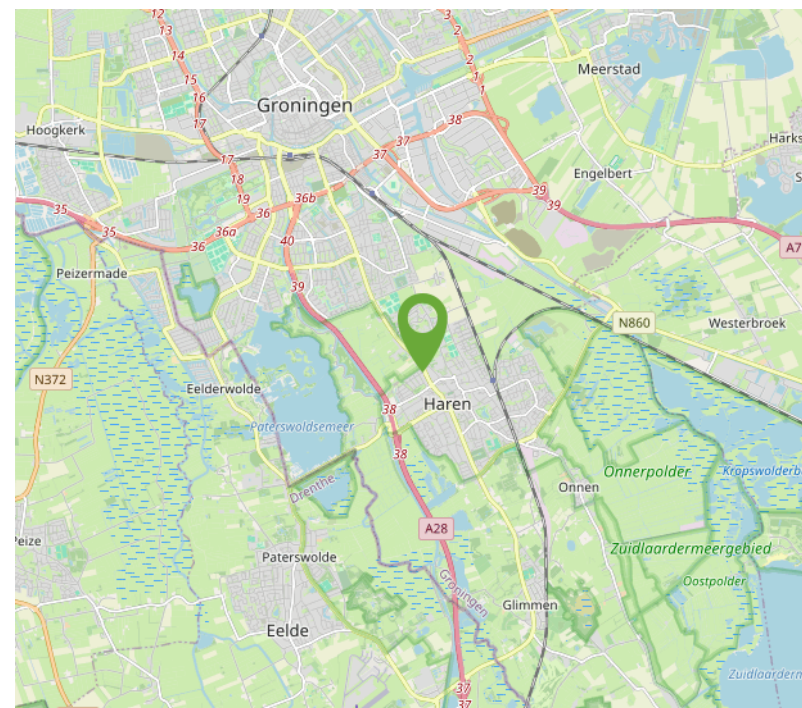 12
13
14
15
16
17
3
2
2
1
1
Meerstad
Groningen
Hoogkerk
38
37
37
Harks
17
18
19
Engelbert
39
39
36b
36
36a
36
35
35
40
A7
Peizermade
39
N860
Westerbroek
N372
Eelderwolde
38
Haren
Paterswoldsemeer
38
Onnerpolder
Kropswolderb
Onnen
Drenthe
A28
Peize
Paterswolde
Zuidlaardermeergebied
Oostpolder
Groningen
Glimmen
Eelde
Zuidlaarderm
37
37